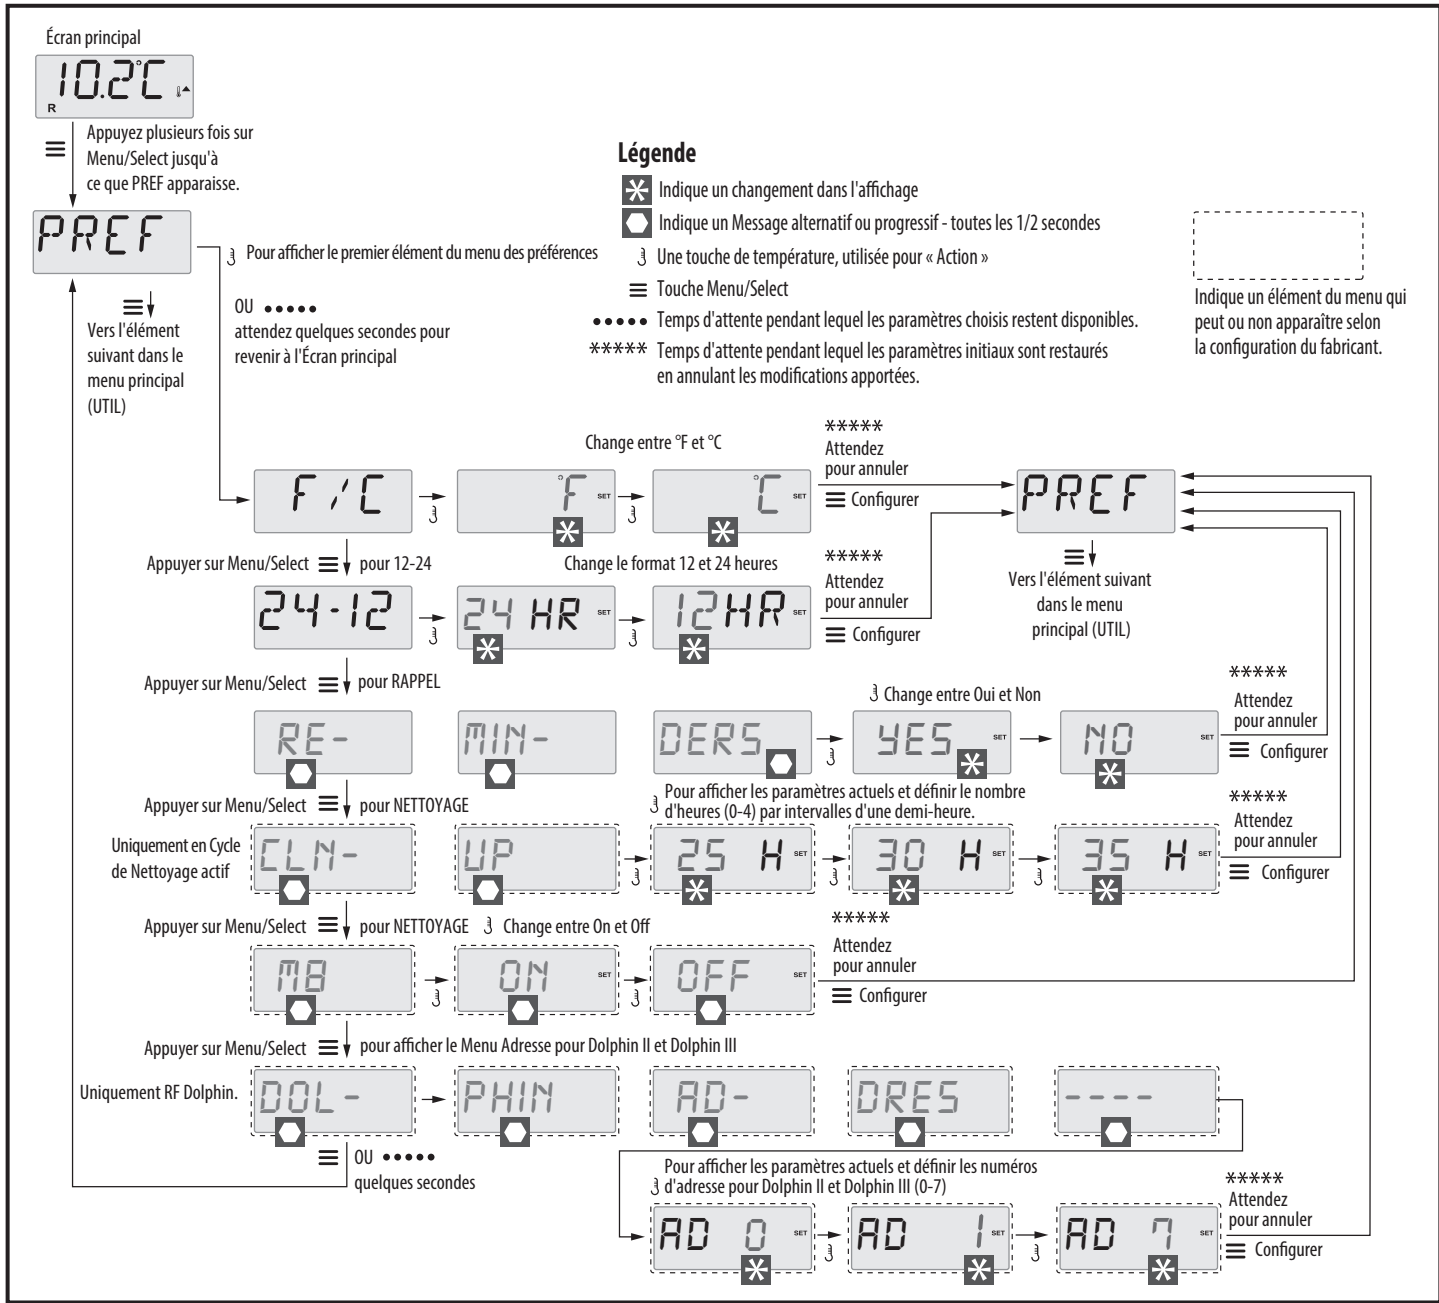 Écran principal
10.2°C
R
Appuyez plusieurs fois sur
Menu/Select jusqu'à
ce que PREF apparaisse.
PREF
Pour afficher le premier élément du menu des préférences
OU •••••
attendez quelques secondes pour
revenir à l'Écran principal
Vers l'élément
suivant dans le
menu principal
(UTIL)
Légende
Indique un changement dans l'affichage
Indique un Message alternatif ou progressif - toutes les 1/2 secondes
Une touche de température, utilisée pour « Action »
Touche Menu/Select
••••• Temps d'attente pendant lequel les paramètres choisis restent disponibles.
***** Temps d'attente pendant lequel les paramètres initiaux sont restaurés
en annulant les modifications apportées.
Indique un élément du menu qui
peut ou non apparaître selon
la configuration du fabricant.
Change entre °F et °C
F/C
°F SET
°C SET
*****
Attendez
pour annuler
Configurer
PREF
Vers l'élément suivant
dans le menu
principal (UTIL)
Appuyer sur Menu/Select pour 12-24
Change le format 12 et 24 heures
24-12
24 HR SET
12 HR SET
*****
Attendez
pour annuler
Configurer
Appuyer sur Menu/Select pour RAPPEL
Change entre Oui et Non
RE-
MIN-
DERS
YES SET
NO SET
*****
Attendez
pour annuler
Configurer
Appuyer sur Menu/Select pour NETTOYAGE
Pour afficher les paramètres actuels et définir le nombre
d'heures (0-4) par intervalles d'une demi-heure.
Uniquement en Cycle
de Nettoyage actif
CLN-
UP
25 H SET
30 H SET
35 H SET
*****
Attendez
pour annuler
Configurer
Appuyer sur Menu/Select pour NETTOYAGE
Change entre On et Off
M8
ON SET
OFF SET
*****
Attendez
pour annuler
Configurer
Appuyer sur Menu/Select pour afficher le Menu Adresse pour Dolphin II et Dolphin III
Uniquement RF Dolphin.
DOL-
PHIN
AD-
DRES
----
OU •••••
quelques secondes
Pour afficher les paramètres actuels et définir les numéros
d'adresse pour Dolphin II et Dolphin III (0-7)
AD 0 SET
AD 1 SET
AD 7 SET
*****
Attendez
pour annuler
Configurer